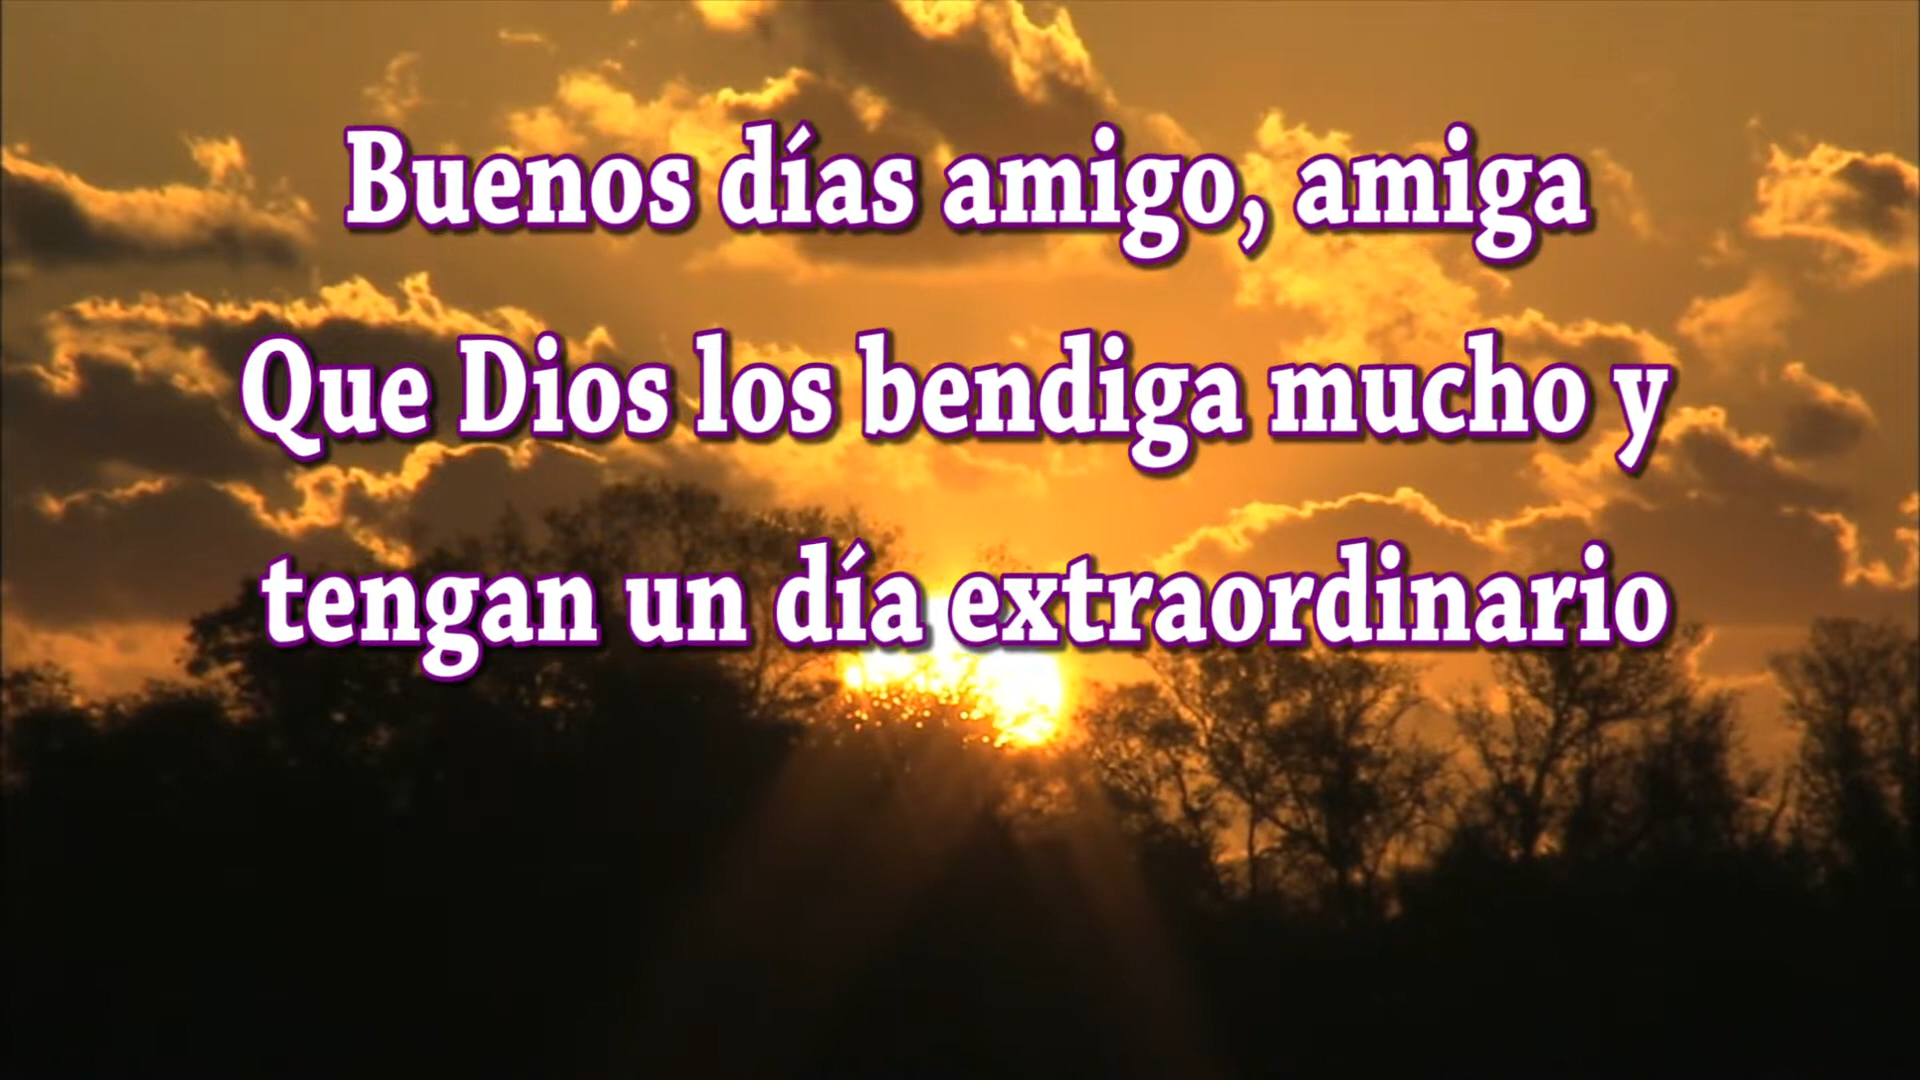 Buenos días amigo, amiga
Que Dios los bendiga mucho y
tengan un día extraordinario